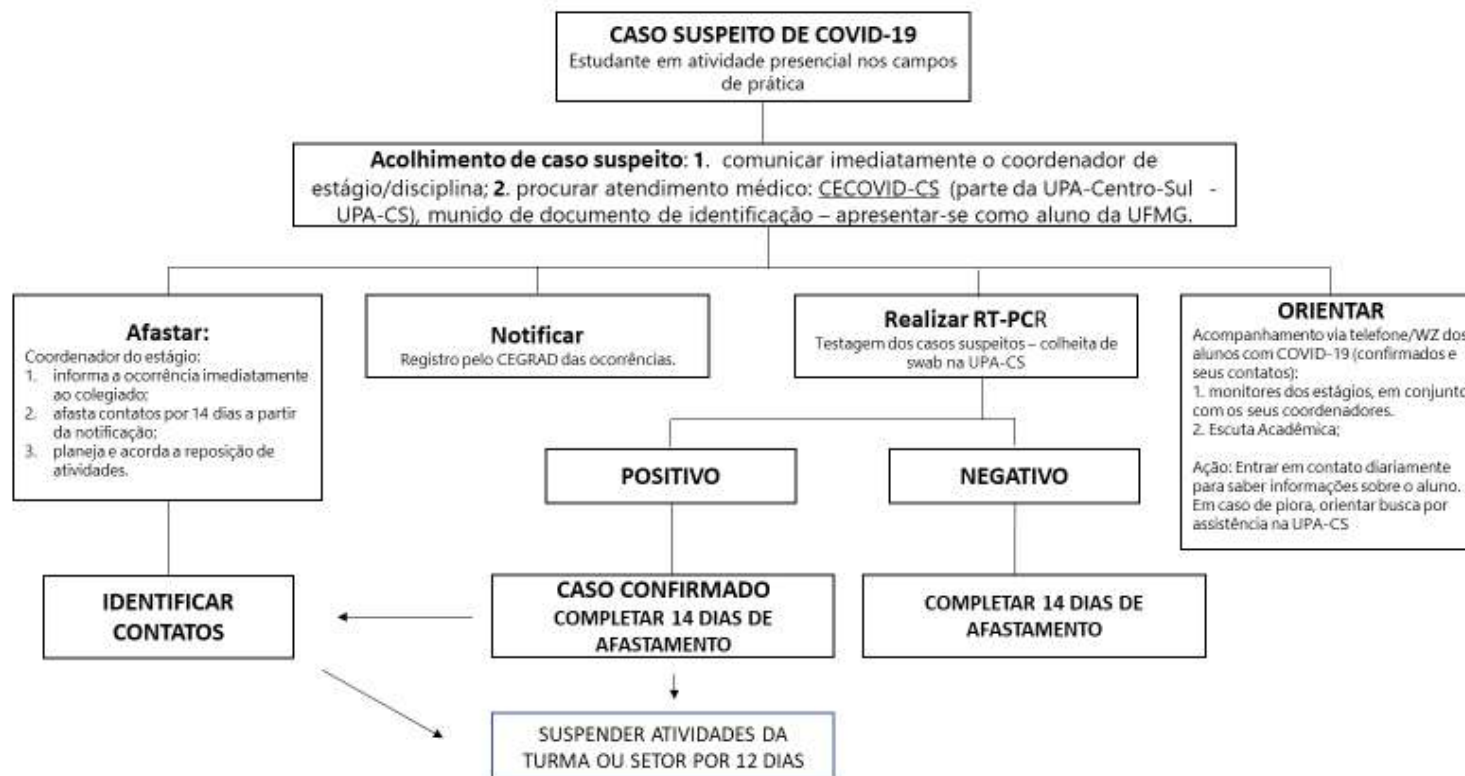 CASO SUSPEITO DE COVID-19
Estudante em atividade presencial nos campos
de prática
Acolhimento de caso suspeito: 1. comunicar imediatamente o coordenador de
estágio/disciplina; 2. procurar atendimento médico: CECOVID-CS (parte da UPA-Centro-Sul -
UPA-CS), munido de documento de identificação – apresentar-se como aluno da UFMG.
Afastar:
Coordenador do estágio:
1. informa a ocorrência imediatamente
ao colegiado;
2. afasta contatos por 14 dias a partir
da notificação;
3. planeja e acorda a reposição de
atividades.
Notificar
Registro pelo CEGRAD das ocorrências.
Realizar RT-PCR
Testagem dos casos suspeitos – colheita de
swab na UPA-CS
ORIENTAR
Acompanhamento via telefone/WZ dos
alunos com COVID-19 (confirmados e
seus contatos):
1. monitores dos estágios, em conjunto
com os seus coordenadores.
2. Escuta Acadêmica;
Ação: Entrar em contato diariamente
para saber informações sobre o aluno.
Em caso de piora, orientar busca por
assistência na UPA-CS
POSITIVO
NEGATIVO
IDENTIFICAR
CONTATOS
CASO CONFIRMADO
COMPLETAR 14 DIAS DE
AFASTAMENTO
COMPLETAR 14 DIAS DE
AFASTAMENTO
SUSPENDER ATIVIDADES DA
TURMA OU SETOR POR 12 DIAS